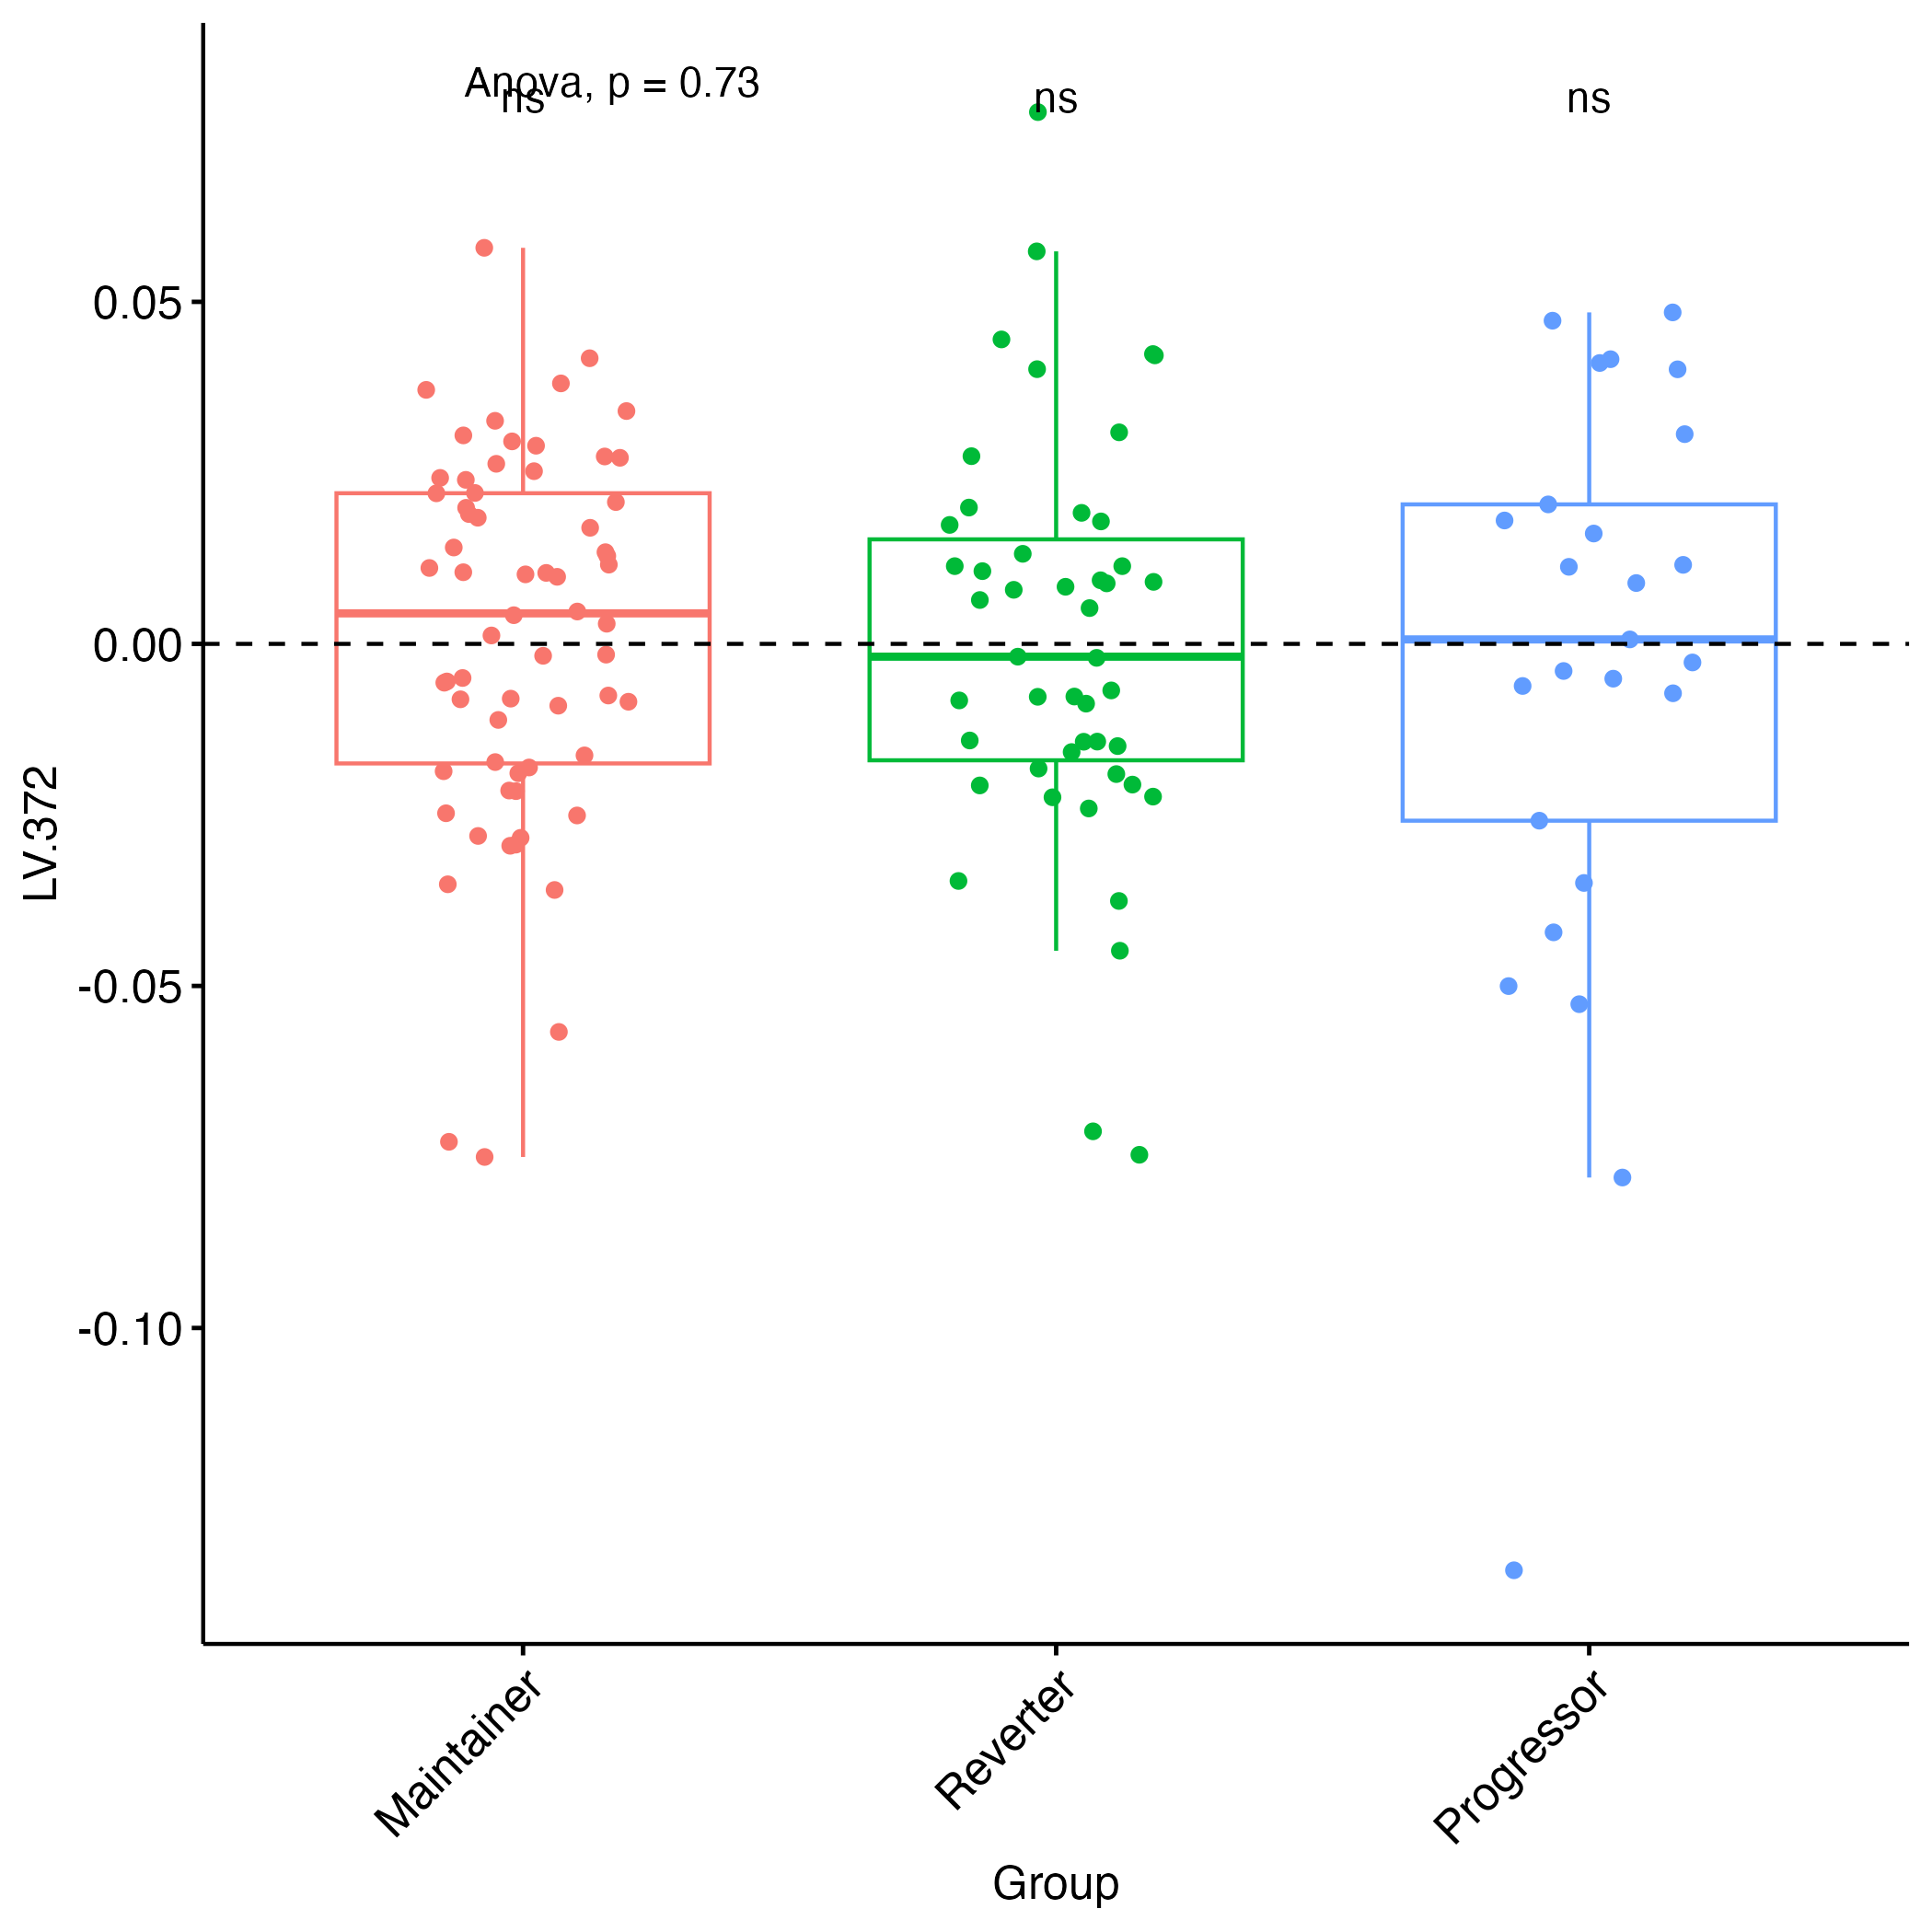 Anova, p = 0.73
ns
ns
ns
0.05
0.00
-0.05
-0.10
LV.372
Maintainer
Reverter
Progressor
Group